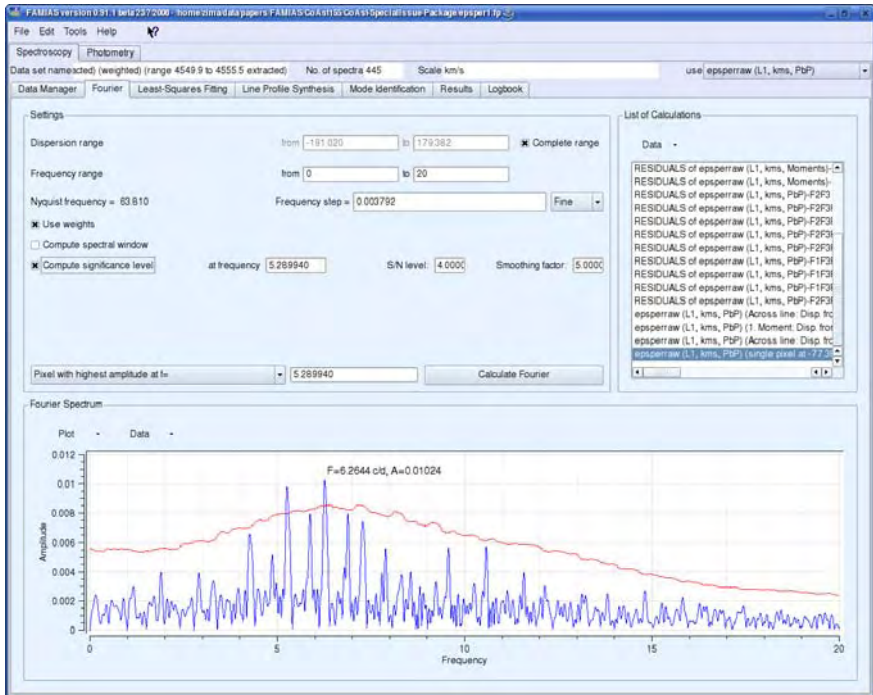 FAMIAS version 0.91.1 beta 237/2008 - /home/zima/data/papers/FAMIAS/CoAst155/CoAst-SpecialIssue-Package/epsper1.fp
File Edit Tools Help
Spectroscopy Photometry
Data set name acted) (weighted) (range 4549.9 to 4555.5 extracted) No. of spectra 445 Scale km/s use epsperraw (L1, kms, PbP)
Data Manager Fourier Least-Squares Fitting Line Profile Synthesis Mode Identification Results Logbook
Settings
Dispersion range from -191.020 to 179.382 Complete range
Frequency range from 0 to 20
Nyquist frequency = 63.810 Frequency step = 0.003792 Fine
Use weights
Compute spectral window
Compute significance level at frequency 5.289940 S/N level: 4.0000 Smoothing factor: 5.0000
Pixel with highest amplitude at f= 5.289940 Calculate Fourier
List of Calculations
Data
RESIDUALS of epsperraw (L1, kms, Moments)-
RESIDUALS of epsperraw (L1, kms, Moments)-
RESIDUALS of epsperraw (L1, kms, PbP)-F2F3
RESIDUALS of epsperraw (L1, kms, PbP)-F2F3
RESIDUALS of epsperraw (L1, kms, PbP)-F2F3
RESIDUALS of epsperraw (L1, kms, PbP)-F2F3
RESIDUALS of epsperraw (L1, kms, PbP)-F2F3
RESIDUALS of epsperraw (L1, kms, PbP)-F1F3
RESIDUALS of epsperraw (L1, kms, PbP)-F1F3
RESIDUALS of epsperraw (L1, kms, PbP)-F1F3
RESIDUALS of epsperraw (L1, kms, PbP)-F2F3
epsperraw (L1, kms, PbP) (Across line: Disp. fro
epsperraw (L1, kms, PbP) (1. Moment: Disp. fror
epsperraw (L1, kms, PbP) (Across line: Disp. fro
epsperraw (L1, kms, PbP) (single pixel at -77.3
Fourier Spectrum
Plot Data
F=6.2644 c/d, A=0.01024
0.012
0.01
0.008
0.006
0.004
0.002
0
Amplitude
0 5 10 15 20
Frequency